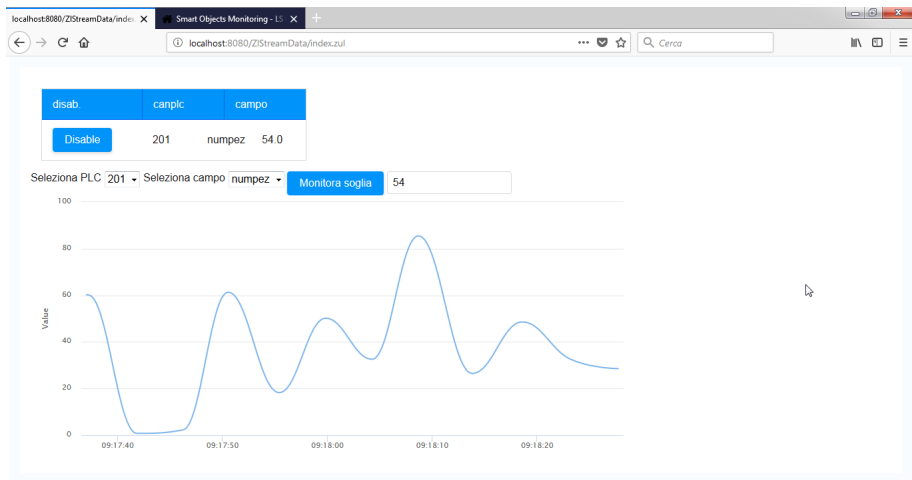 localhost:8080/ZIStreamData/index
Smart Objects Monitoring - LS
localhost:8080/ZIStreamData/index.zul
Cerca
disab. canplc campo
Disable 201 numpez 54.0
Seleziona PLC 201 Seleziona campo numpez Monitora soglia 54
100
80
60
40
20
0
Value
09:17:40 09:17:50 09:18:00 09:18:10 09:18:20